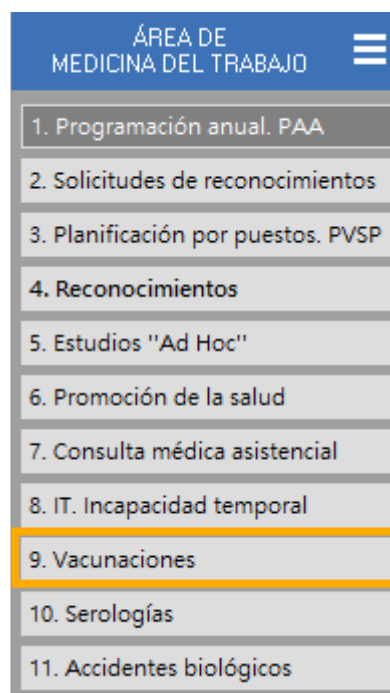 ÁREA DE
MEDICINA DEL TRABAJO
1. Programación anual. PAA
2. Solicitudes de reconocimientos
3. Planificación por puestos. PVSP
4. Reconocimientos
5. Estudios ''Ad Hoc''
6. Promoción de la salud
7. Consulta médica asistencial
8. IT. Incapacidad temporal
9. Vacunaciones
10. Serologías
11. Accidentes biológicos